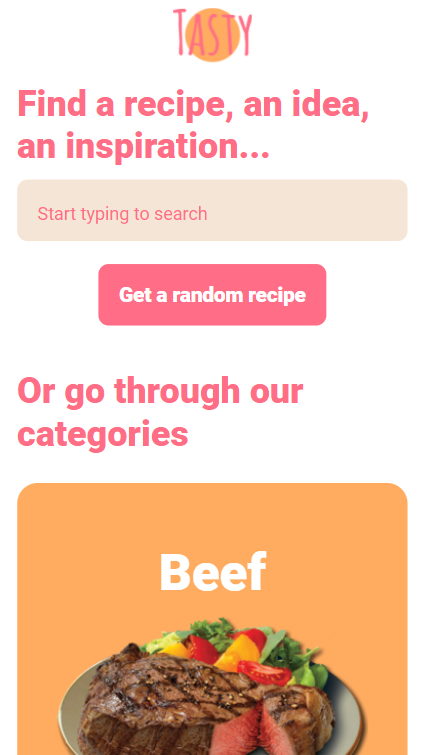 TASTY
Find a recipe, an idea,
an inspiration...
Start typing to search
Get a random recipe
Or go through our
categories
Beef